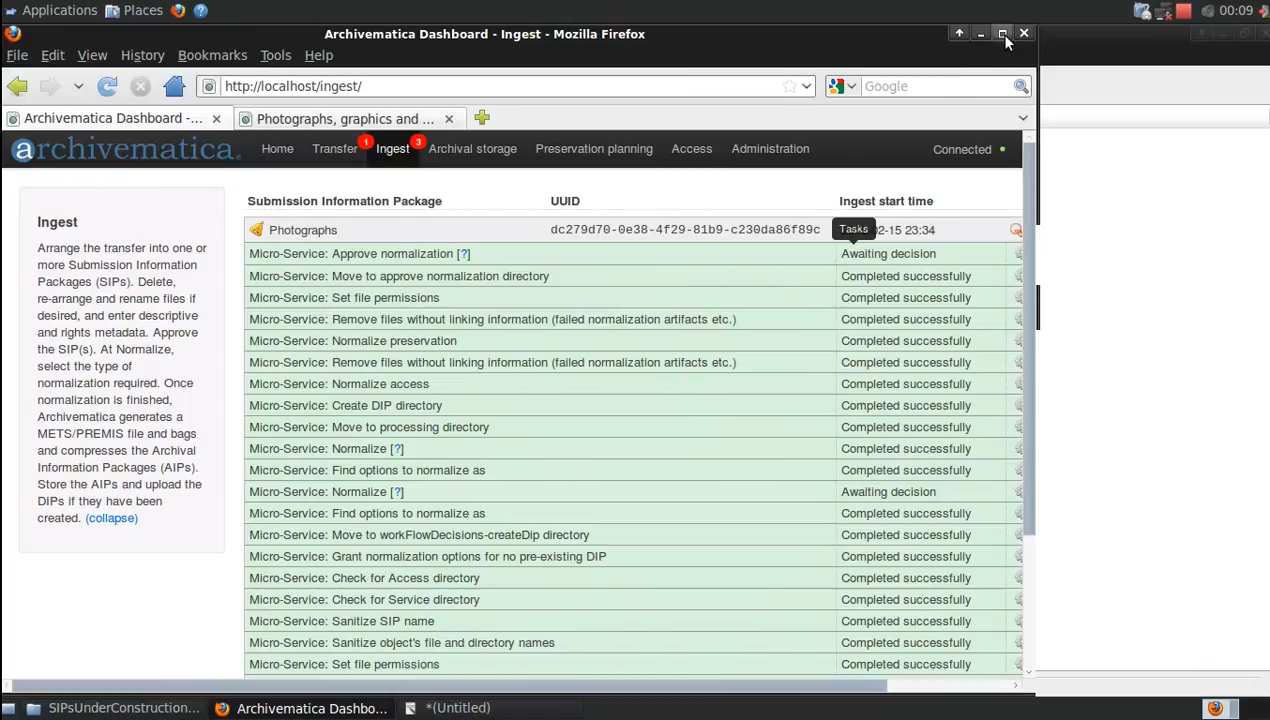 Applications Places 00:09
Archivematica Dashboard - Ingest - Mozilla Firefox
File Edit View History Bookmarks Tools Help
http://localhost/ingest/ Google
Archivematica Dashboard -... Photographs, graphics and ...
archivematica. Home Transfer 1 Ingest 3 Archival storage Preservation planning Access Administration Connected
Ingest
Arrange the transfer into one or
more Submission Information
Packages (SIPs). Delete,
re-arrange and rename files if
desired, and enter descriptive
and rights metadata. Approve
the SIP(s). At Normalize,
select the type of
normalization required. Once
normalization is finished,
Archivematica generates a
METS/PREMIS file and bags
and compresses the Archival
Information Packages (AIPs).
Store the AIPs and upload the
DIPs if they have been
created. (collapse)
Submission Information Package UUID Ingest start time
Photographs dc279d70-0e38-4f29-81b9-c230da86f89c 2-15 23:34
Tasks
Micro-Service: Approve normalization [?] Awaiting decision
Micro-Service: Move to approve normalization directory Completed successfully
Micro-Service: Set file permissions Completed successfully
Micro-Service: Remove files without linking information (failed normalization artifacts etc.) Completed successfully
Micro-Service: Normalize preservation Completed successfully
Micro-Service: Remove files without linking information (failed normalization artifacts etc.) Completed successfully
Micro-Service: Normalize access Completed successfully
Micro-Service: Create DIP directory Completed successfully
Micro-Service: Move to processing directory Completed successfully
Micro-Service: Normalize [?] Completed successfully
Micro-Service: Find options to normalize as Completed successfully
Micro-Service: Normalize [?] Awaiting decision
Micro-Service: Find options to normalize as Completed successfully
Micro-Service: Move to workFlowDecisions-createDip directory Completed successfully
Micro-Service: Grant normalization options for no pre-existing DIP Completed successfully
Micro-Service: Check for Access directory Completed successfully
Micro-Service: Check for Service directory Completed successfully
Micro-Service: Sanitize SIP name Completed successfully
Micro-Service: Sanitize object's file and directory names Completed successfully
Micro-Service: Set file permissions Completed successfully
SIPsUnderConstruction... Archivematica Dashbo... *(Untitled)